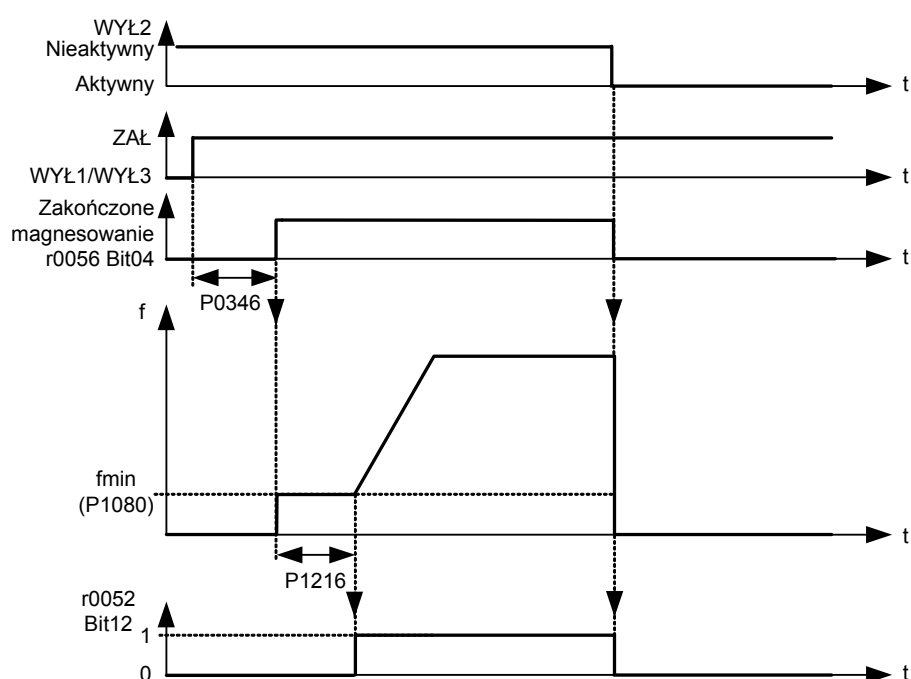 WYŁ2
Nieaktywny
Aktywny
t
ZAŁ
WYŁ1/WYŁ3
t
Zakończone
magnesowanie
r0056 Bit04
t
P0346
f
fmin
(P1080)
t
P1216
r0052
Bit12
1
0
t